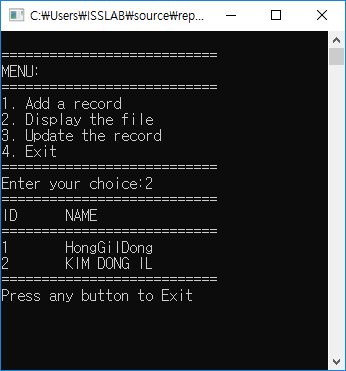 C:₩Users₩ISSLAB₩source₩rep...
===========================
MENU:
===========================
1. Add a record
2. Display the file
3. Update the record
4. Exit
===========================
Enter your choice:2
===========================
ID      NAME
===========================
1       HongGilDong
2       KIM DONG IL
===========================
Press any button to Exit